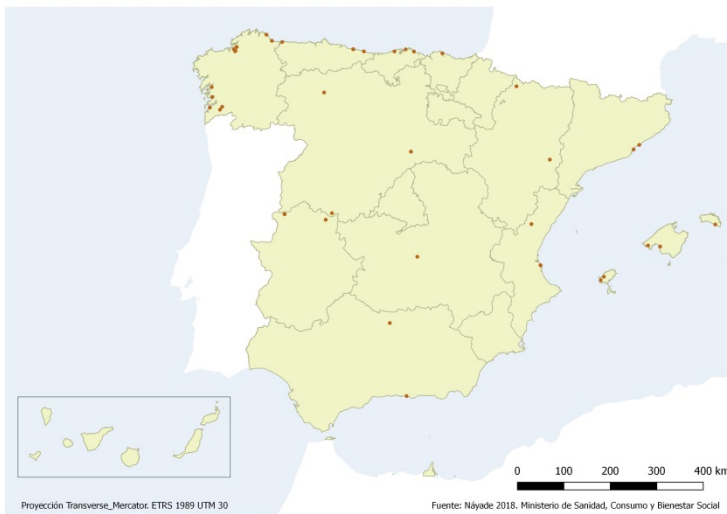 0 100 200 300 400 km
Proyección Transverse_Mercator. ETRS 1989 UTM 30
Fuente: Náyade 2018. Ministerio de Sanidad, Consumo y Bienestar Social